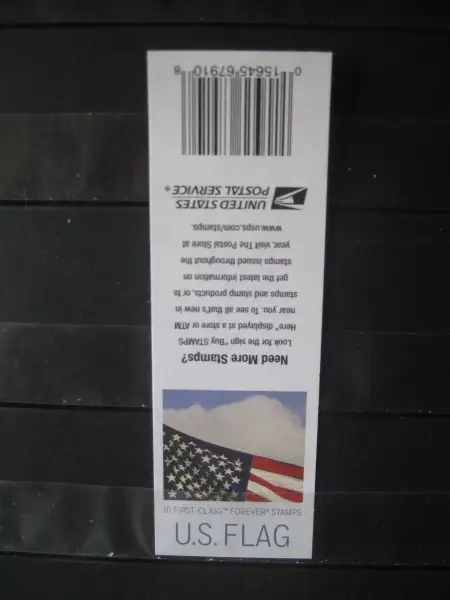 10 FIRST-CLASS™ FOREVER® STAMPS
U.S. FLAG
Need More Stamps?
Look for the sign "Buy STAMPS
Here" displayed at a store or ATM
near you. To see all that's new in
stamps and stamp products, or to
get the latest information on
stamps issued throughout the
year, visit The Postal Store at
www.usps.com/stamps.
UNITED STATES
POSTAL SERVICE®
0 15645 67910 8